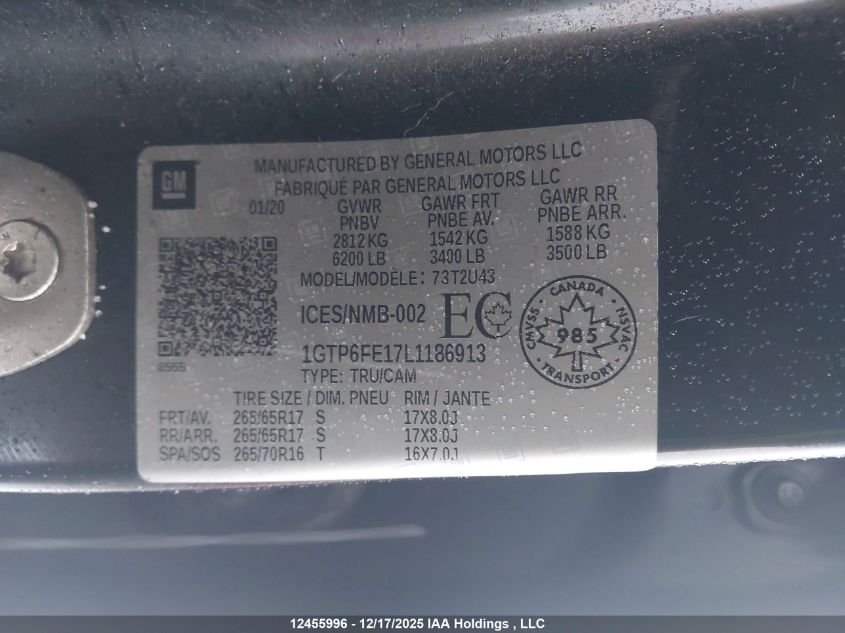 GM
MANUFACTURED BY GENERAL MOTORS LLC
FABRIQUÉ PAR GENERAL MOTORS LLC
01/20 GVWR GAWR FRT GAWR RR
PNBV PNBE AV. PNBE ARR.
2812 KG 1542 KG 1588 KG
6200 LB 3400 LB 3500 LB
MODEL/MODÈLE: 73T2U43
ICES/NMB-002 EC
CANADA
CMVSS 985 NSVAC
TRANSPORT
1GTP6FE17L1186913
TYPE: TRU/CAM
TIRE SIZE / DIM. PNEU RIM / JANTE
FRT/AV. 265/65R17 S 17X8.0J
RR/ARR. 265/65R17 S 17X8.0J
SPA/SOS 265/70R16 T 16X7.0J
12455996 - 12/17/2025 IAA Holdings , LLC